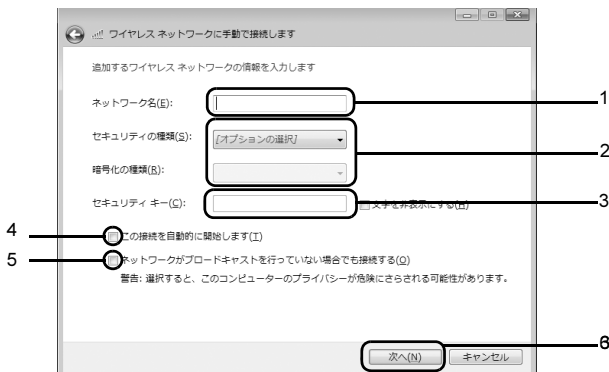 ワイヤレス ネットワークに手動で接続します
追加するワイヤレス ネットワークの情報を入力します
ネットワーク名(E):
1
セキュリティの種類(S):
[オプションの選択]
2
暗号化の種類(R):
セキュリティ キー(C):
文字を非表示にする(H)
3
4
この接続を自動的に開始します(T)
5
ネットワークがブロードキャストを行っていない場合でも接続する(O)
警告: 選択すると、このコンピューターのプライバシーが危険にさらされる可能性があります。
次へ(N)
キャンセル